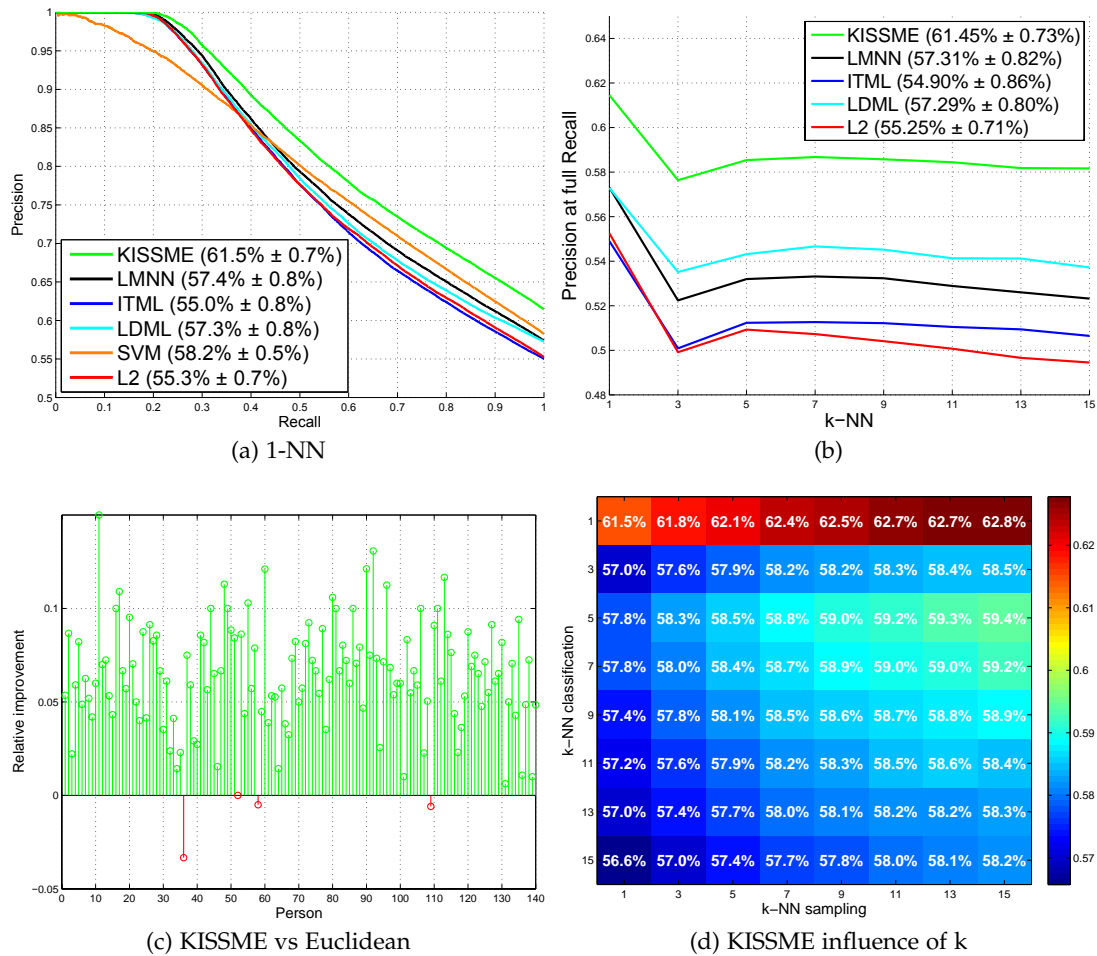 1
0.95
0.9
0.85
0.8
0.75
0.7
0.65
0.6
0.55
0.5
Precision
KISSME (61.5% ± 0.7%)
LMNN (57.4% ± 0.8%)
ITML (55.0% ± 0.8%)
LDML (57.3% ± 0.8%)
SVM (58.2% ± 0.5%)
L2 (55.3% ± 0.7%)
0 0.1 0.2 0.3 0.4 0.5 0.6 0.7 0.8 0.9 1
Recall
(a) 1-NN
0.64
0.62
0.6
0.58
0.56
0.54
0.52
0.5
0.48
Precision at full Recall
KISSME (61.45% ± 0.73%)
LMNN (57.31% ± 0.82%)
ITML (54.90% ± 0.86%)
LDML (57.29% ± 0.80%)
L2 (55.25% ± 0.71%)
1 3 5 7 9 11 13 15
k−NN
(b)
0.1
0.05
0
−0.05
Relative improvement
0 10 20 30 40 50 60 70 80 90 100 110 120 130 140
Person
(c) KISSME vs Euclidean
k−NN classification
1 61.5% 61.8% 62.1% 62.4% 62.5% 62.7% 62.7% 62.8%
3 57.0% 57.6% 57.9% 58.2% 58.2% 58.3% 58.4% 58.5%
5 57.8% 58.3% 58.5% 58.8% 59.0% 59.2% 59.3% 59.4%
7 57.8% 58.0% 58.4% 58.7% 58.9% 59.0% 59.0% 59.2%
9 57.4% 57.8% 58.1% 58.5% 58.6% 58.7% 58.8% 58.9%
11 57.2% 57.6% 57.9% 58.2% 58.3% 58.5% 58.6% 58.4%
13 57.0% 57.4% 57.7% 58.0% 58.1% 58.2% 58.2% 58.3%
15 56.6% 57.0% 57.4% 57.7% 57.8% 58.0% 58.1% 58.2%
1 3 5 7 9 11 13 15
k−NN sampling
0.62
0.61
0.6
0.59
0.58
0.57
(d) KISSME influence of k